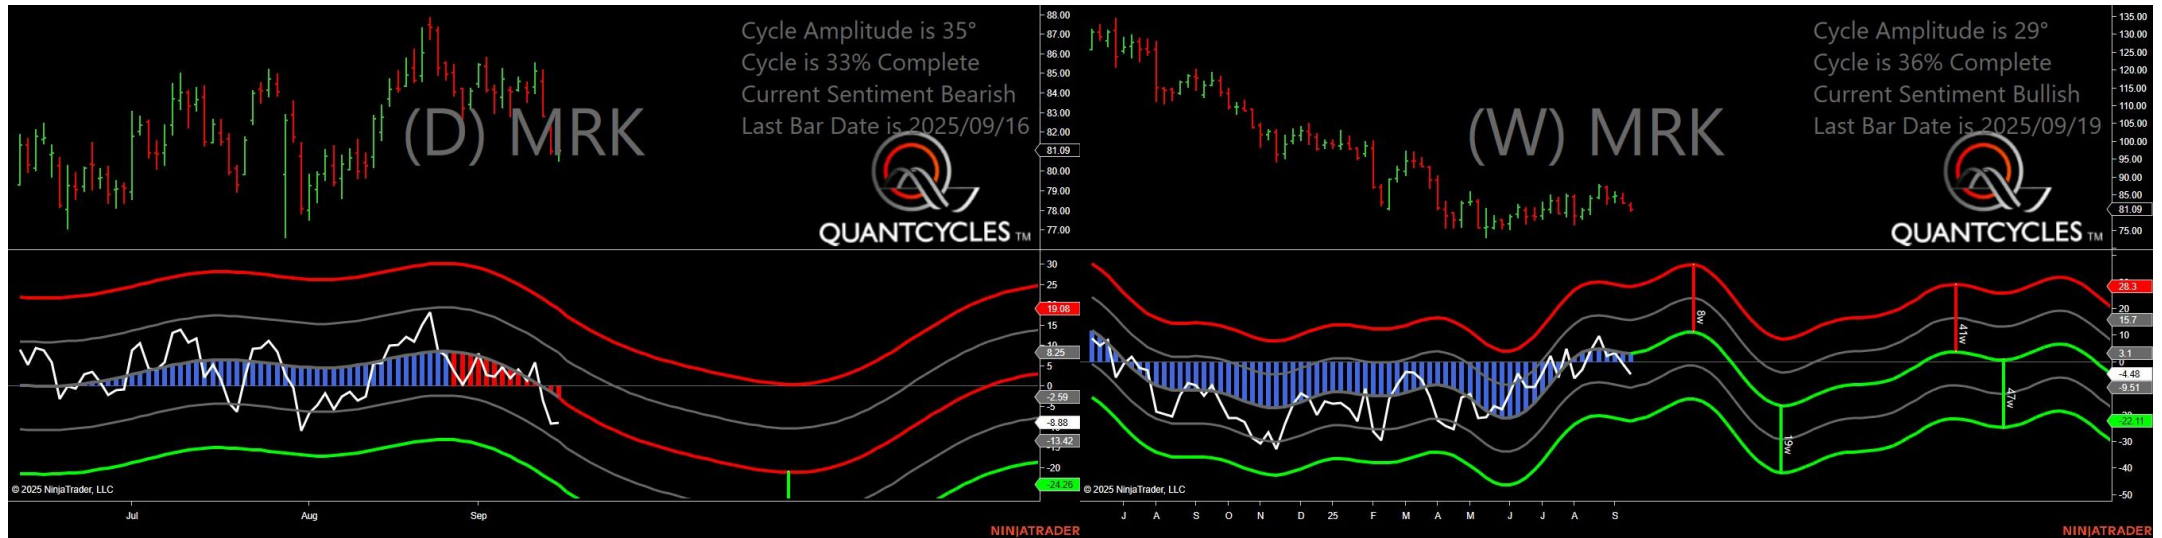 Cycle Amplitude is 35°
Cycle is 33% Complete
Current Sentiment Bearish
Last Bar Date is 2025/09/16
(D) MRK
QUANTCYCLES TM
88.00
87.00
86.00
85.00
84.00
83.00
82.00
81.09
80.00
79.00
78.00
77.00
30
25
19.08
15
10
8.25
5
0
-2.59
-5
-8.88
-13.42
-20
-24.26
© 2025 NinjaTrader, LLC
Jul
Aug
Sep
NINJATRADER
Cycle Amplitude is 29°
Cycle is 36% Complete
Current Sentiment Bullish
Last Bar Date is 2025/09/19
(W) MRK
QUANTCYCLES TM
135.00
130.00
125.00
120.00
115.00
110.00
105.00
100.00
95.00
90.00
85.00
81.09
75.00
28.3
20
15.7
10
3.1
0
-4.48
-9.51
-22.11
-30
-40
-50
8w
19w
41w
47w
© 2025 NinjaTrader, LLC
J A S O N D 25 F M A M J J A S
NINJATRADER